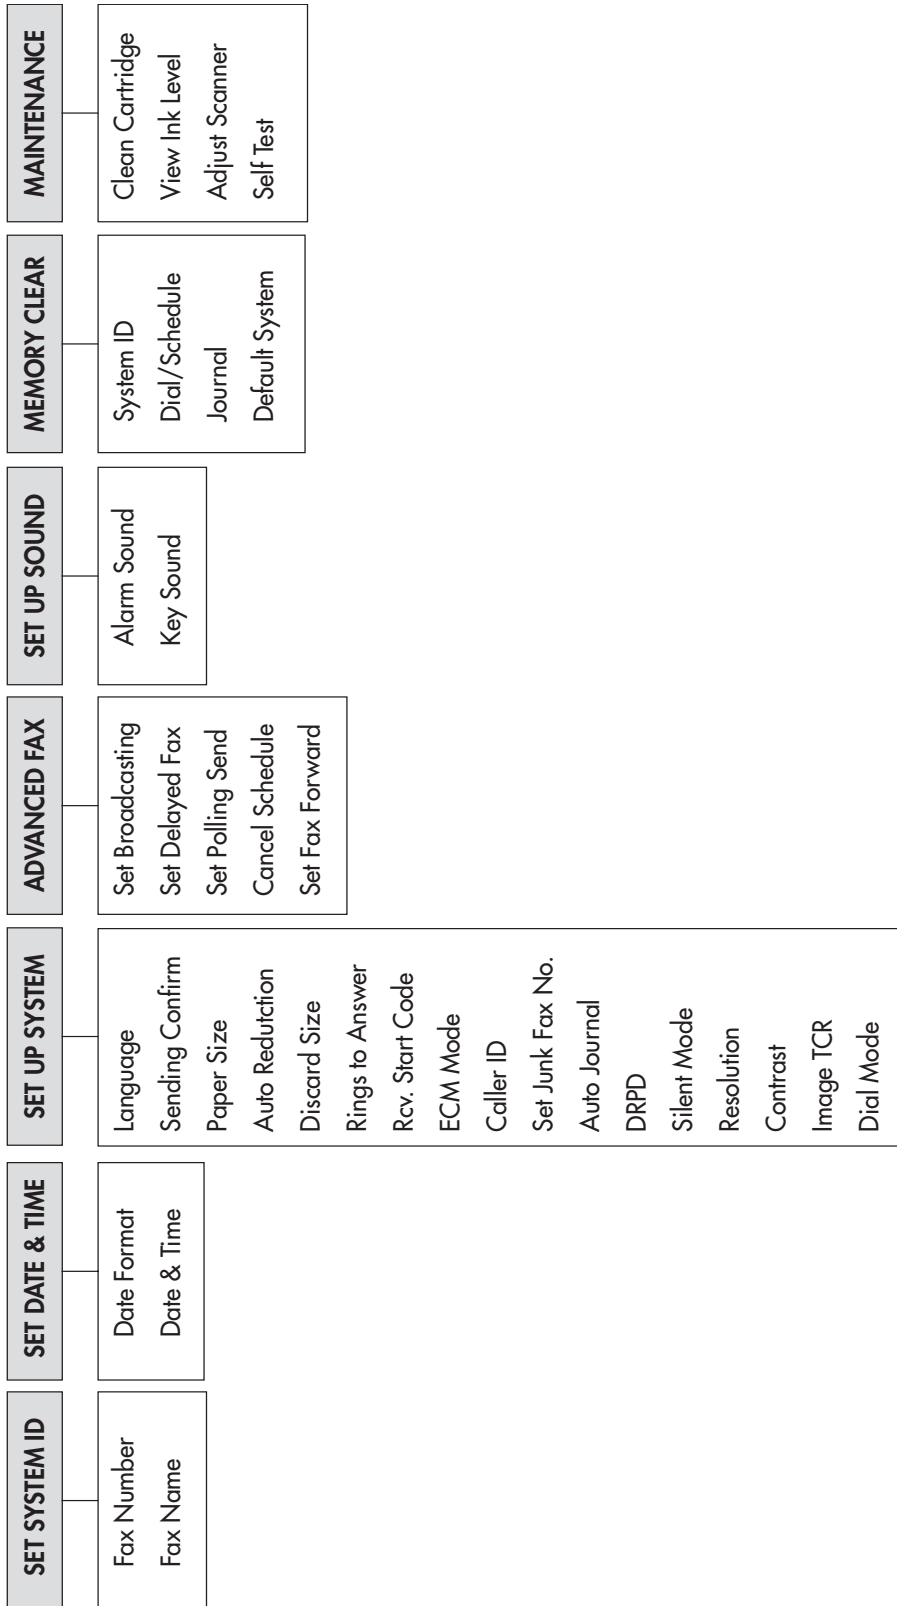 SET SYSTEM ID
Fax Number
Fax Name
SET DATE & TIME
Date Format
Date & Time
SET UP SYSTEM
Language
Sending Confirm
Paper Size
Auto Redutction
Discard Size
Rings to Answer
Rcv. Start Code
ECM Mode
Caller ID
Set Junk Fax No.
Auto Journal
DRPD
Silent Mode
Resolution
Contrast
Image TCR
Dial Mode
ADVANCED FAX
Set Broadcasting
Set Delayed Fax
Set Polling Send
Cancel Schedule
Set Fax Forward
SET UP SOUND
Alarm Sound
Key Sound
MEMORY CLEAR
System ID
Dial/Schedule
Journal
Default System
MAINTENANCE
Clean Cartridge
View Ink Level
Adjust Scanner
Self Test